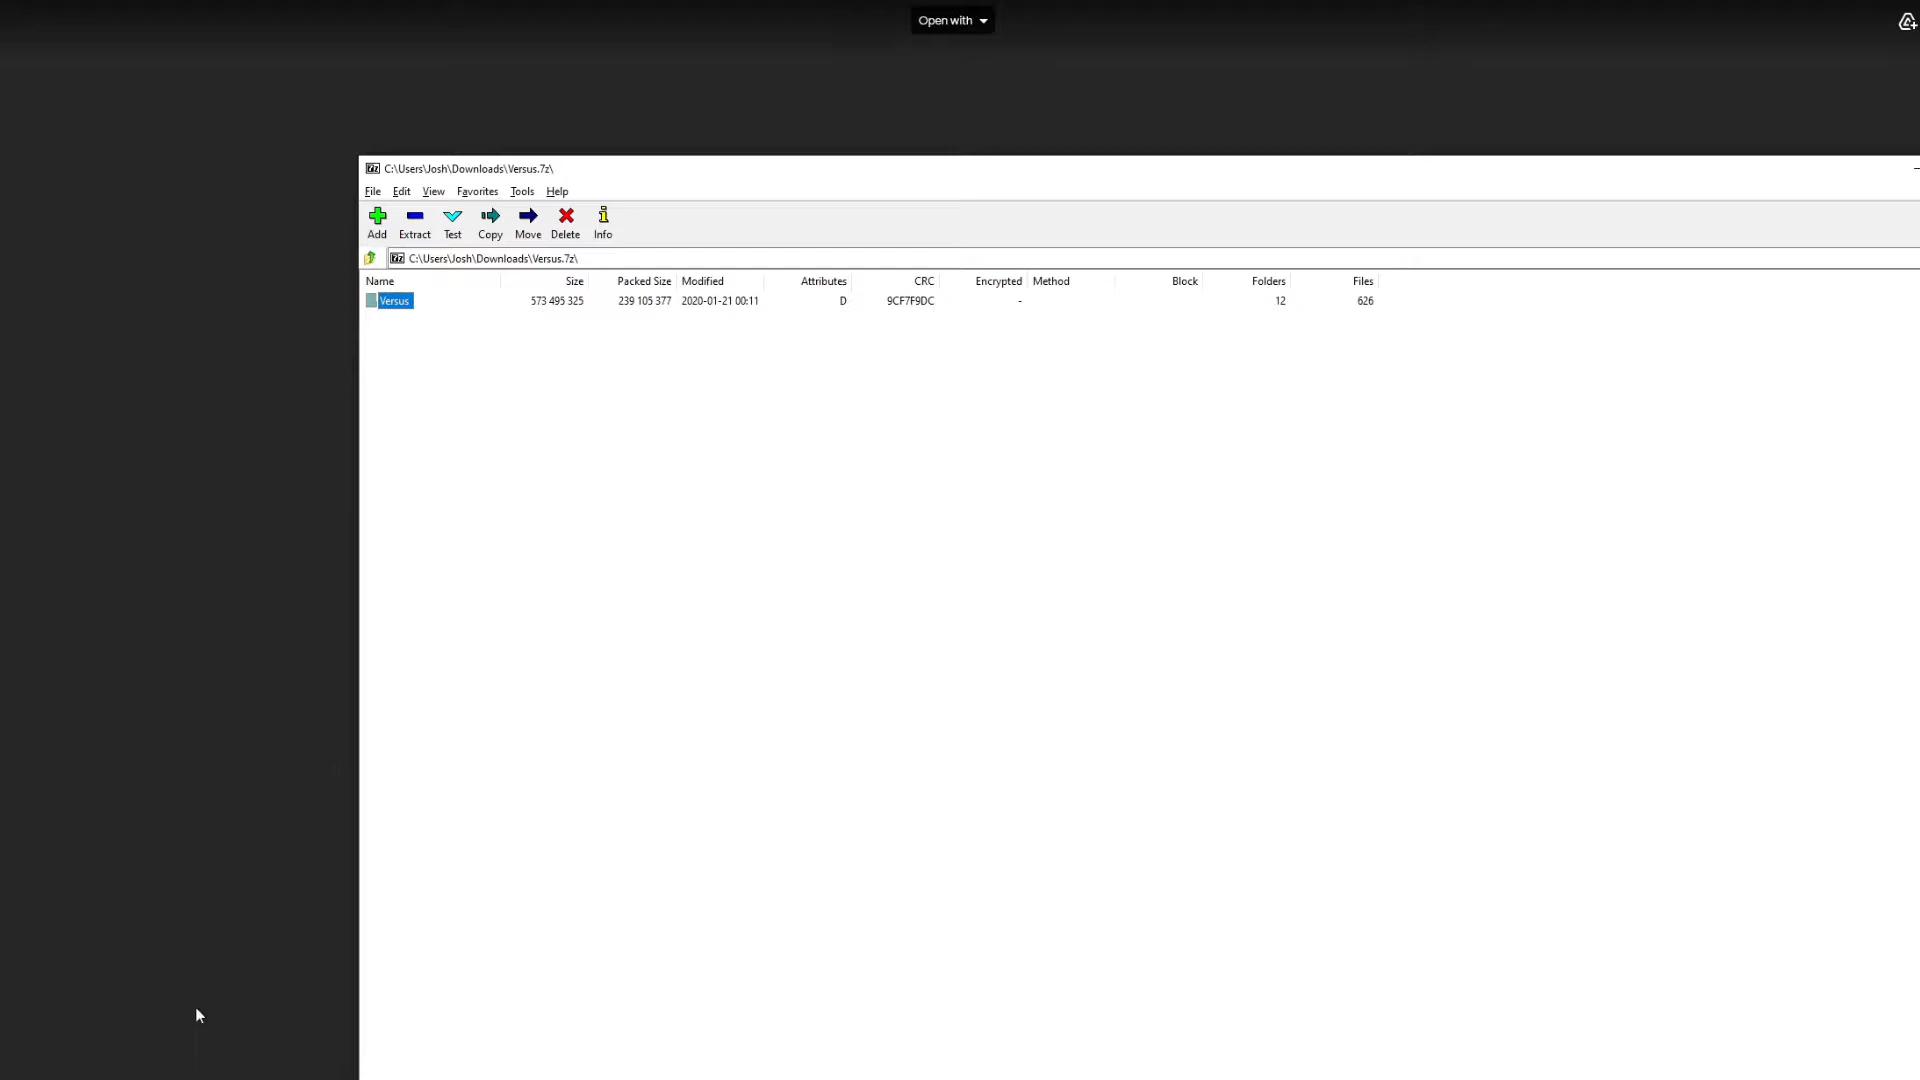 Open with
C:\Users\Josh\Downloads\Versus.7z\
File Edit View Favorites Tools Help
Add Extract Test Copy Move Delete Info
C:\Users\Josh\Downloads\Versus.7z\
Name Size Packed Size Modified Attributes CRC Encrypted Method Block Folders Files
Versus 573 495 325 239 105 377 2020-01-21 00:11 D 9CF7F9DC - 12 626